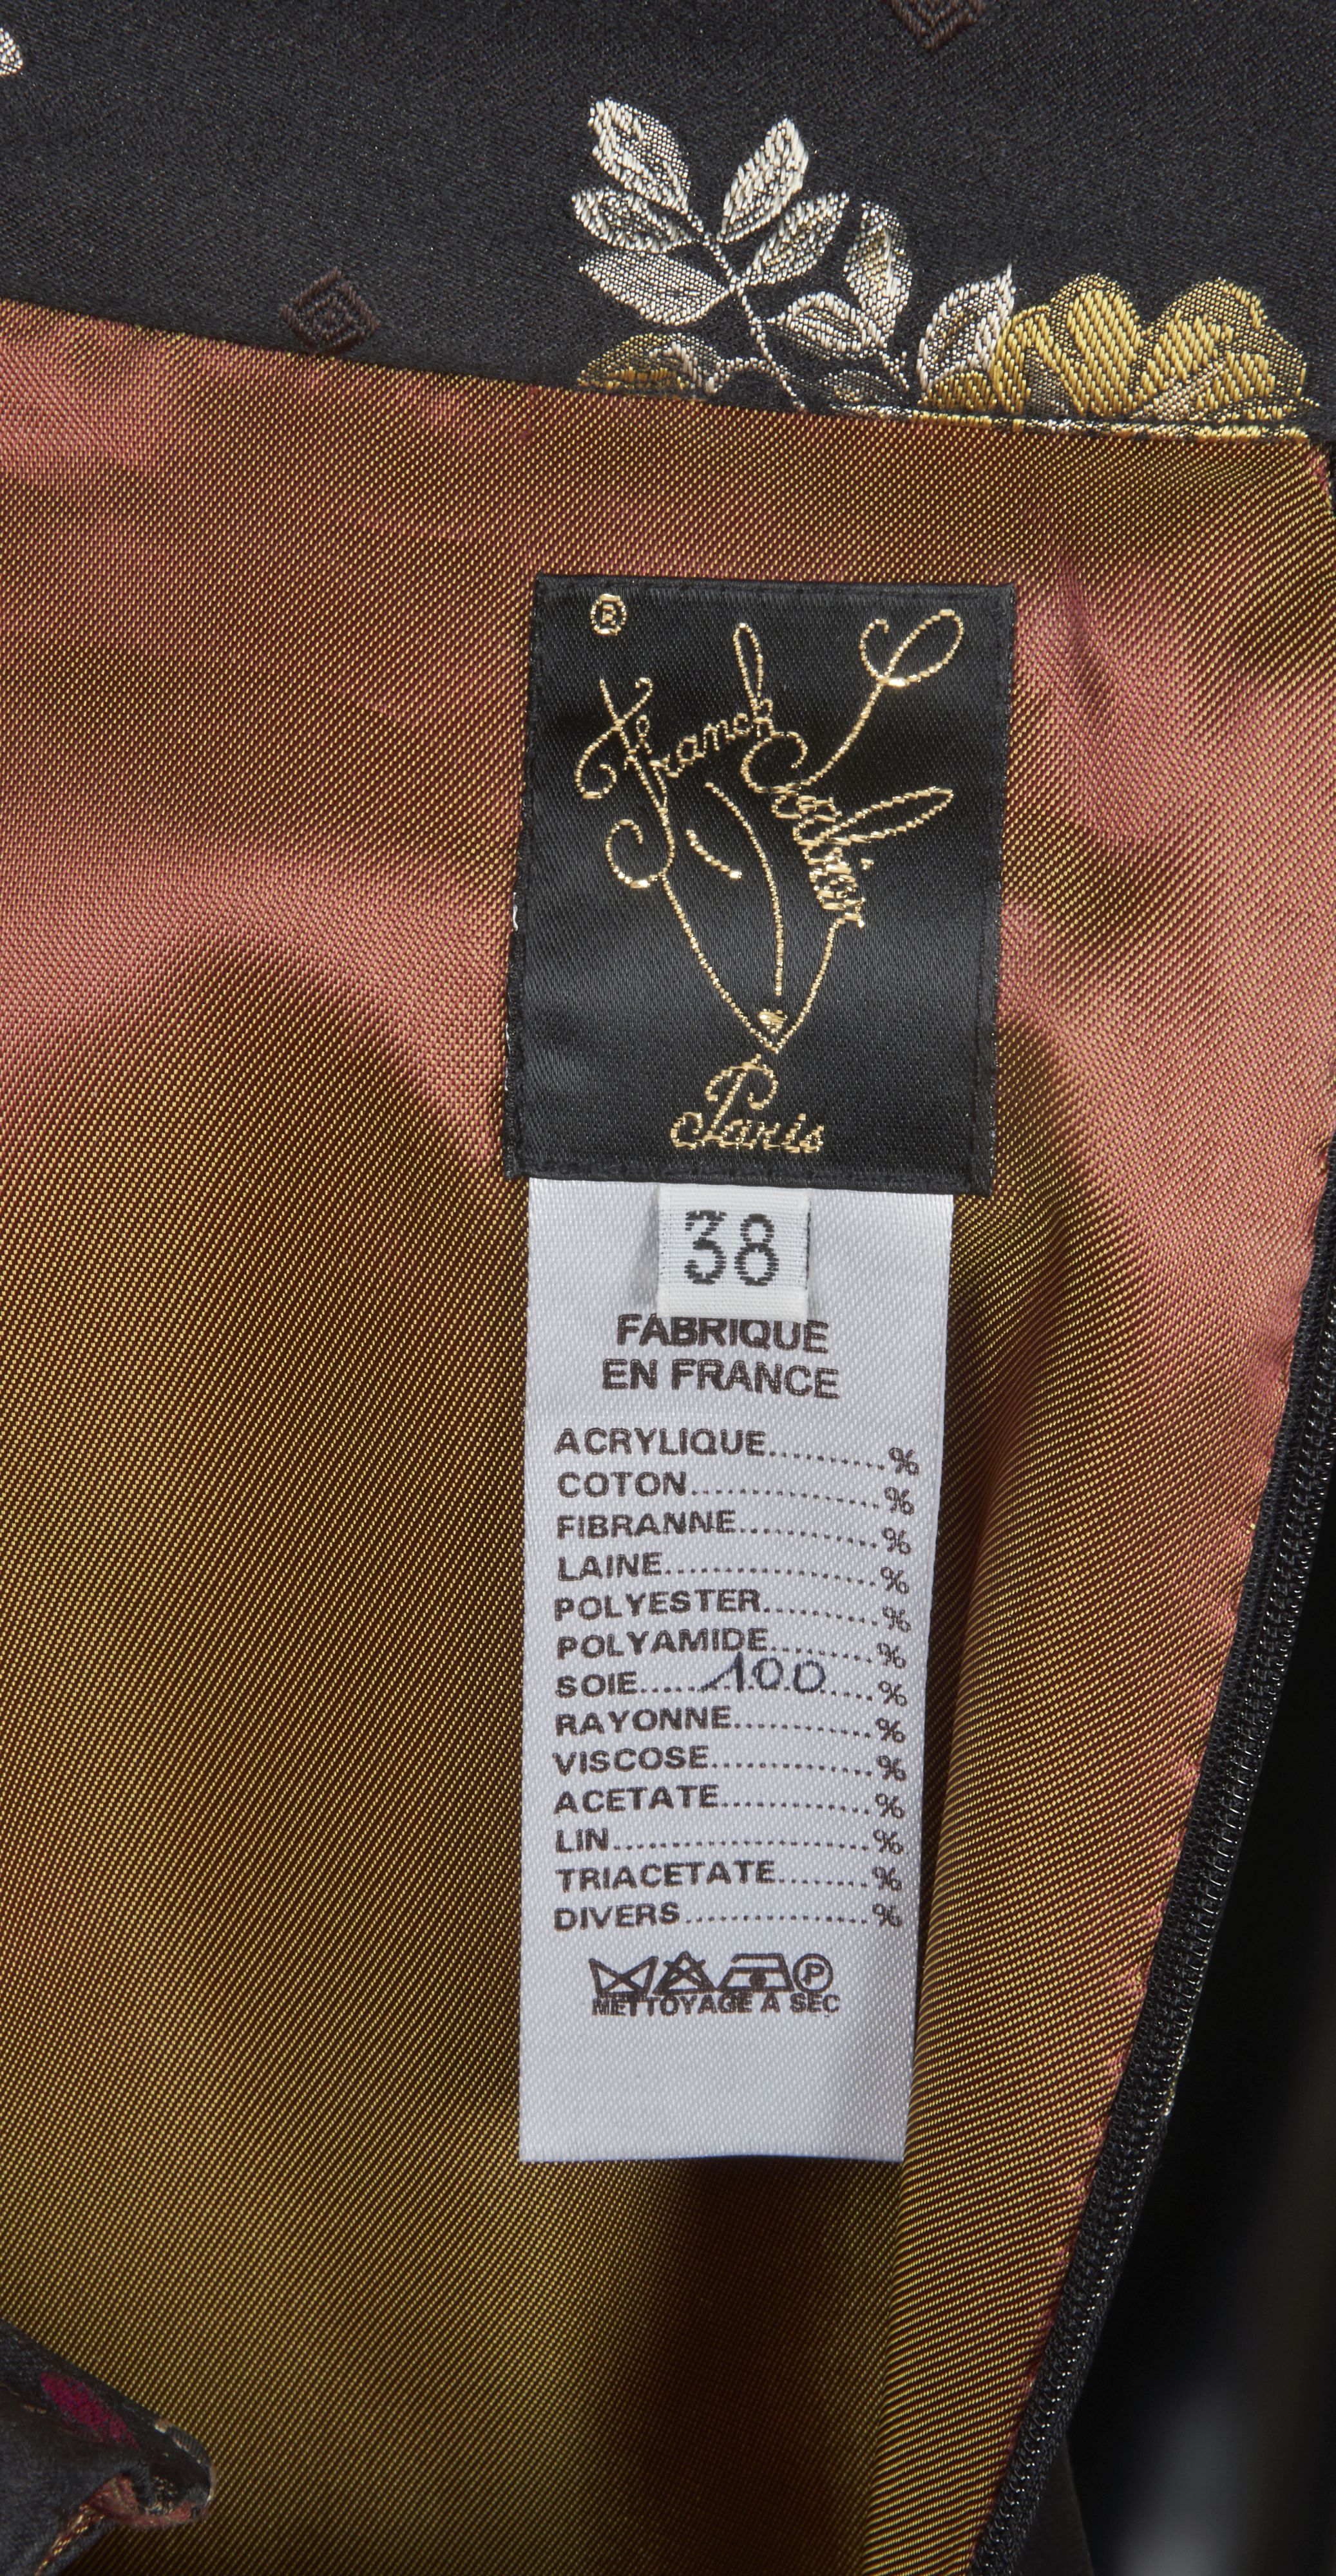 ®
Franck Sorbier
Paris
38
FABRIQUE
EN FRANCE
ACRYLIQUE..........%
COTON................%
FIBRANNE...........%
LAINE..................%
POLYESTER.........%
POLYAMIDE.........%
SOIE.....100.....%
RAYONNE............%
VISCOSE..............%
ACETATE.............%
LIN......................%
TRIACETATE........%
DIVERS...............%
P
NETTOYAGE A SEC